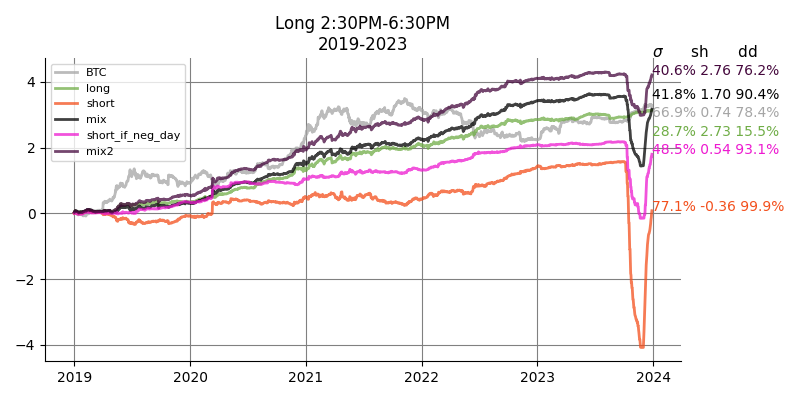 Long 2:30PM-6:30PM
2019-2023
σ sh dd
40.6% 2.76 76.2%
41.8% 1.70 90.4%
66.9% 0.74 78.4%
28.7% 2.73 15.5%
48.5% 0.54 93.1%
77.1% -0.36 99.9%
BTC
long
short
mix
short_if_neg_day
mix2
4
2
0
−2
−4
2019 2020 2021 2022 2023 2024